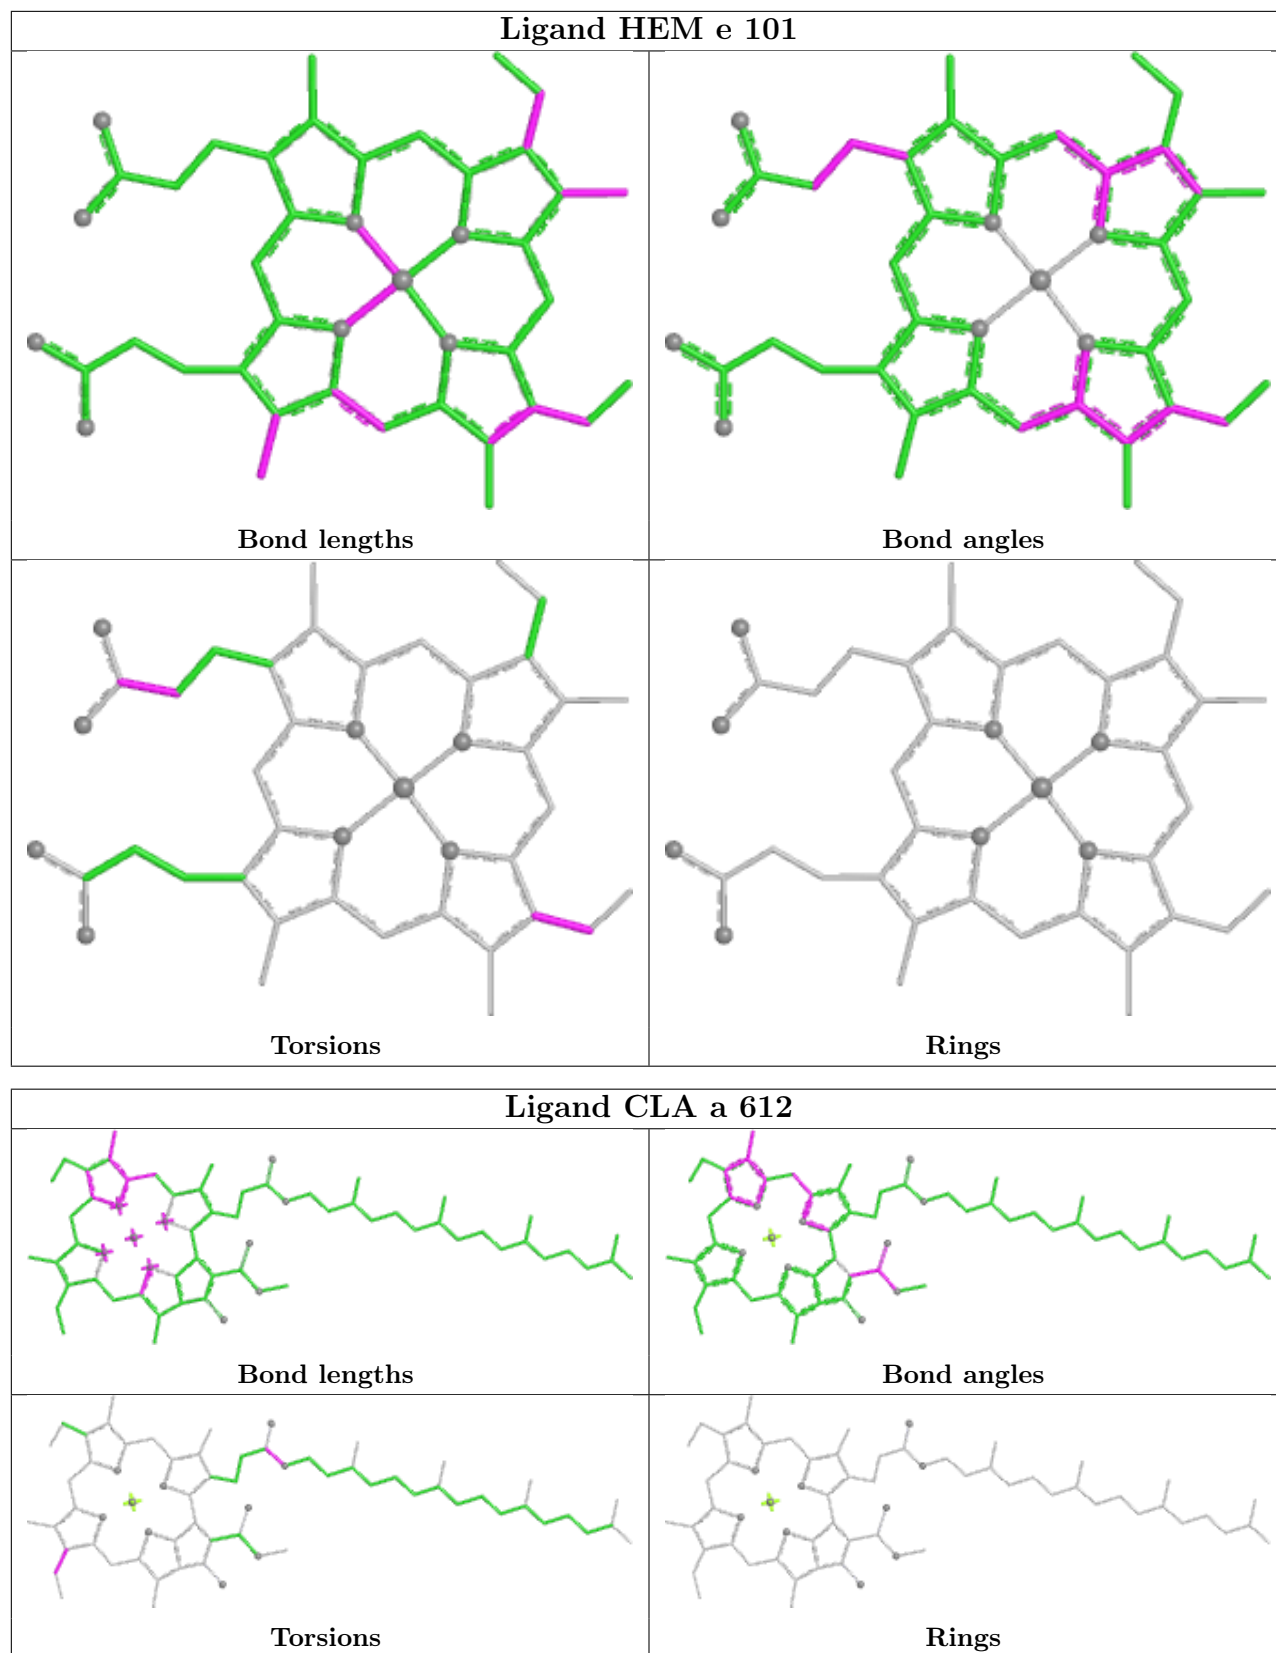 Ligand HEM e 101
Bond lengths
Bond angles
Torsions
Rings
Ligand CLA a 612
Bond lengths
Bond angles
Torsions
Rings